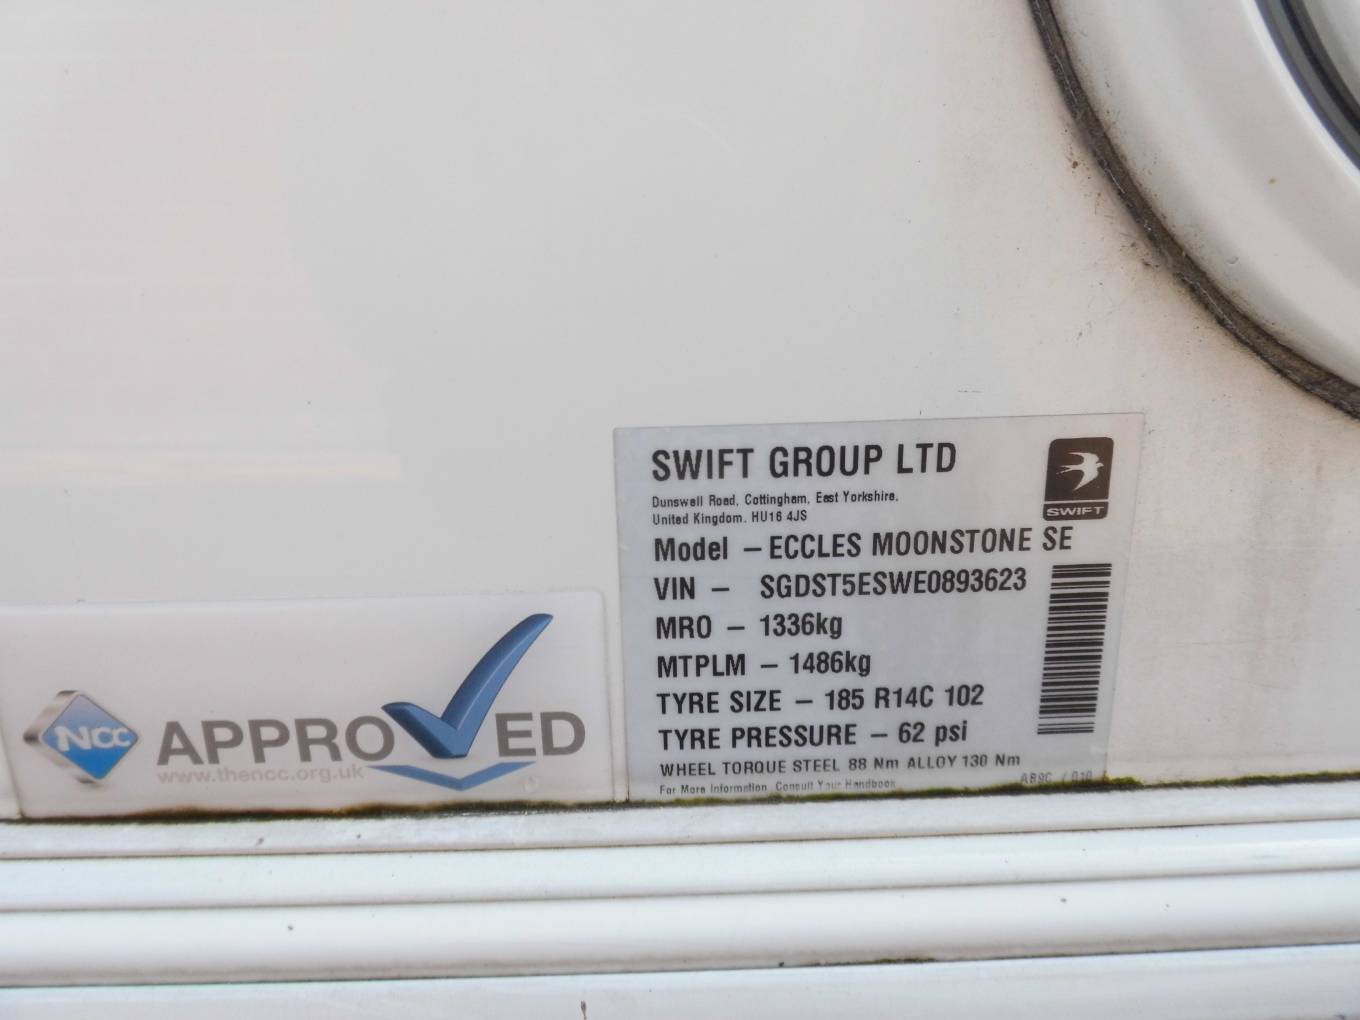 SWIFT GROUP LTD
Dunswell Road, Cottingham, East Yorkshire,
United Kingdom. HU16 4JS
SWIFT
Model – ECCLES MOONSTONE SE
VIN – SGDST5ESWE0893623
MRO – 1336kg
MTPLM – 1486kg
TYRE SIZE – 185 R14C 102
TYRE PRESSURE – 62 psi
WHEEL TORQUE STEEL 88 Nm ALLOY 130 Nm
For More Information Consult Your Handbook
NCC APPROVED
www.thencc.org.uk